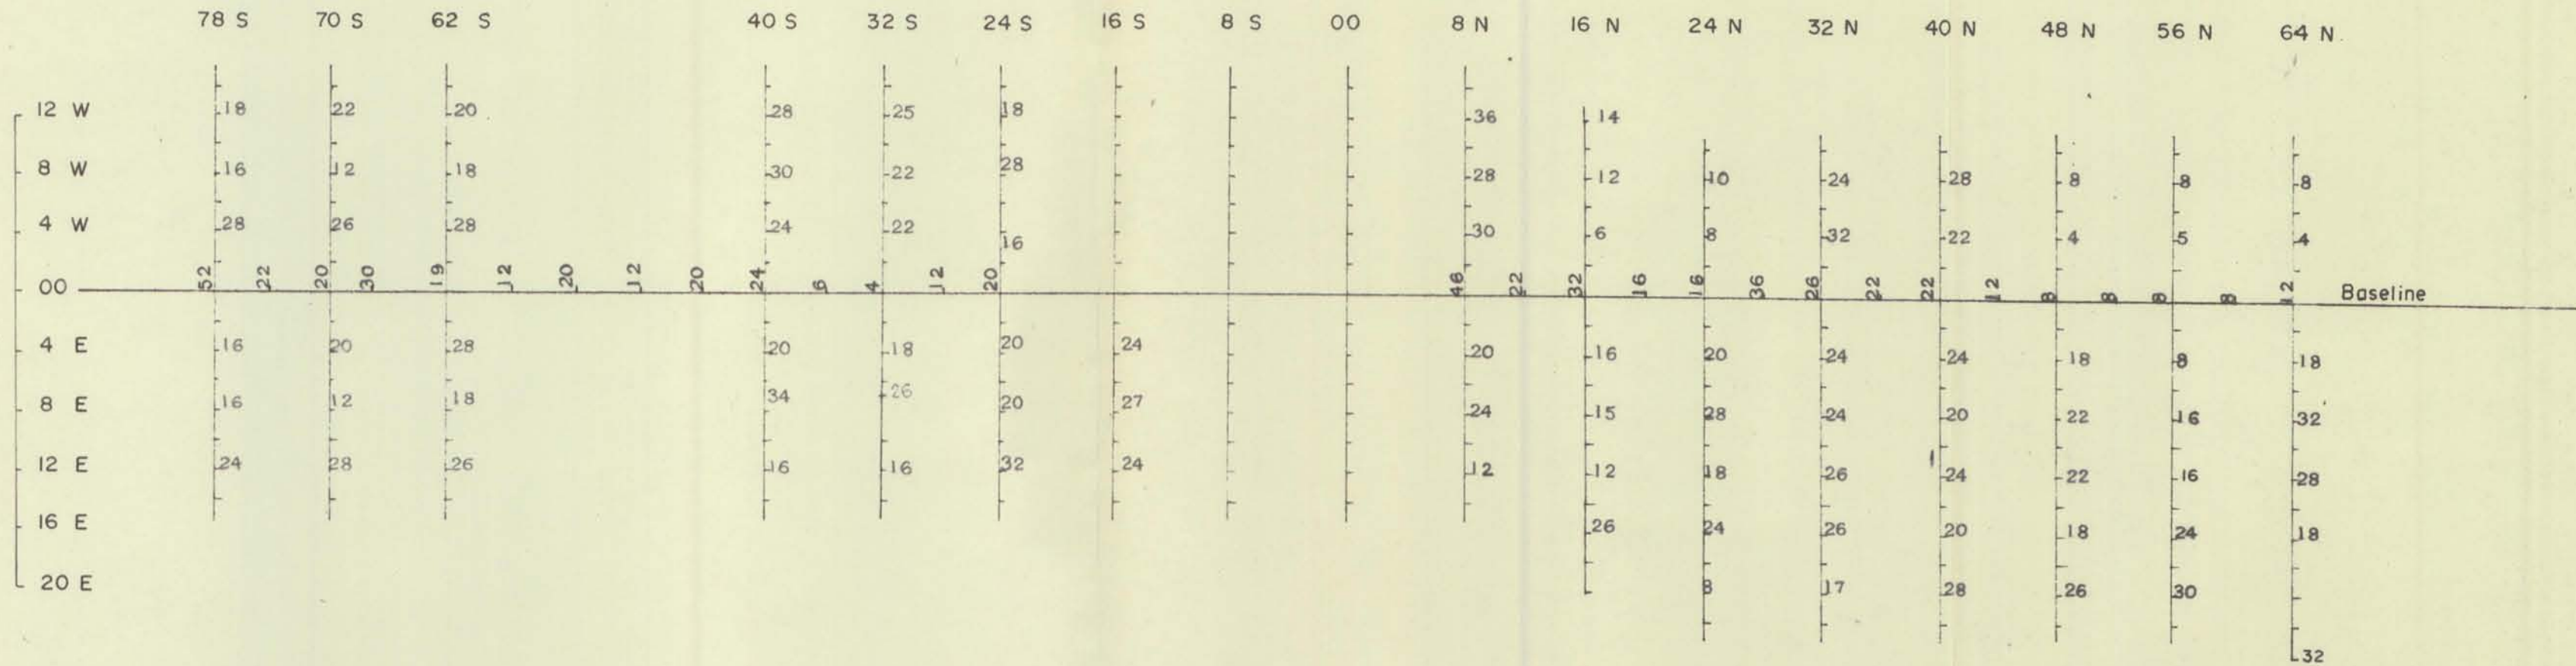 78 S 70 S 62 S 40 S 32 S 24 S 16 S 8 S 00 8 N 16 N 24 N 32 N 40 N 48 N 56 N 64 N
12 W 18 22 20 28 25 18 36 14
8 W 16 12 18 30 22 28 28 12 10 24 28 8 8 8
4 W 28 26 28 24 22 16 30 6 8 32 22 4 5 4
00 52 22 20 30 19 12 20 12 20 24 6 4 12 20 46 22 32 16 16 36 26 22 22 12 8 8 8 8 12 Baseline
4 E 16 20 28 20 18 20 24 20 16 20 24 24 18 8 18
8 E 16 12 18 34 26 20 27 24 15 28 24 20 22 16 32
12 E 24 28 26 16 16 32 24 12 12 18 26 24 22 16 28
16 E 26 24 26 20 18 24 18
20 E 8 17 28 26 30
32